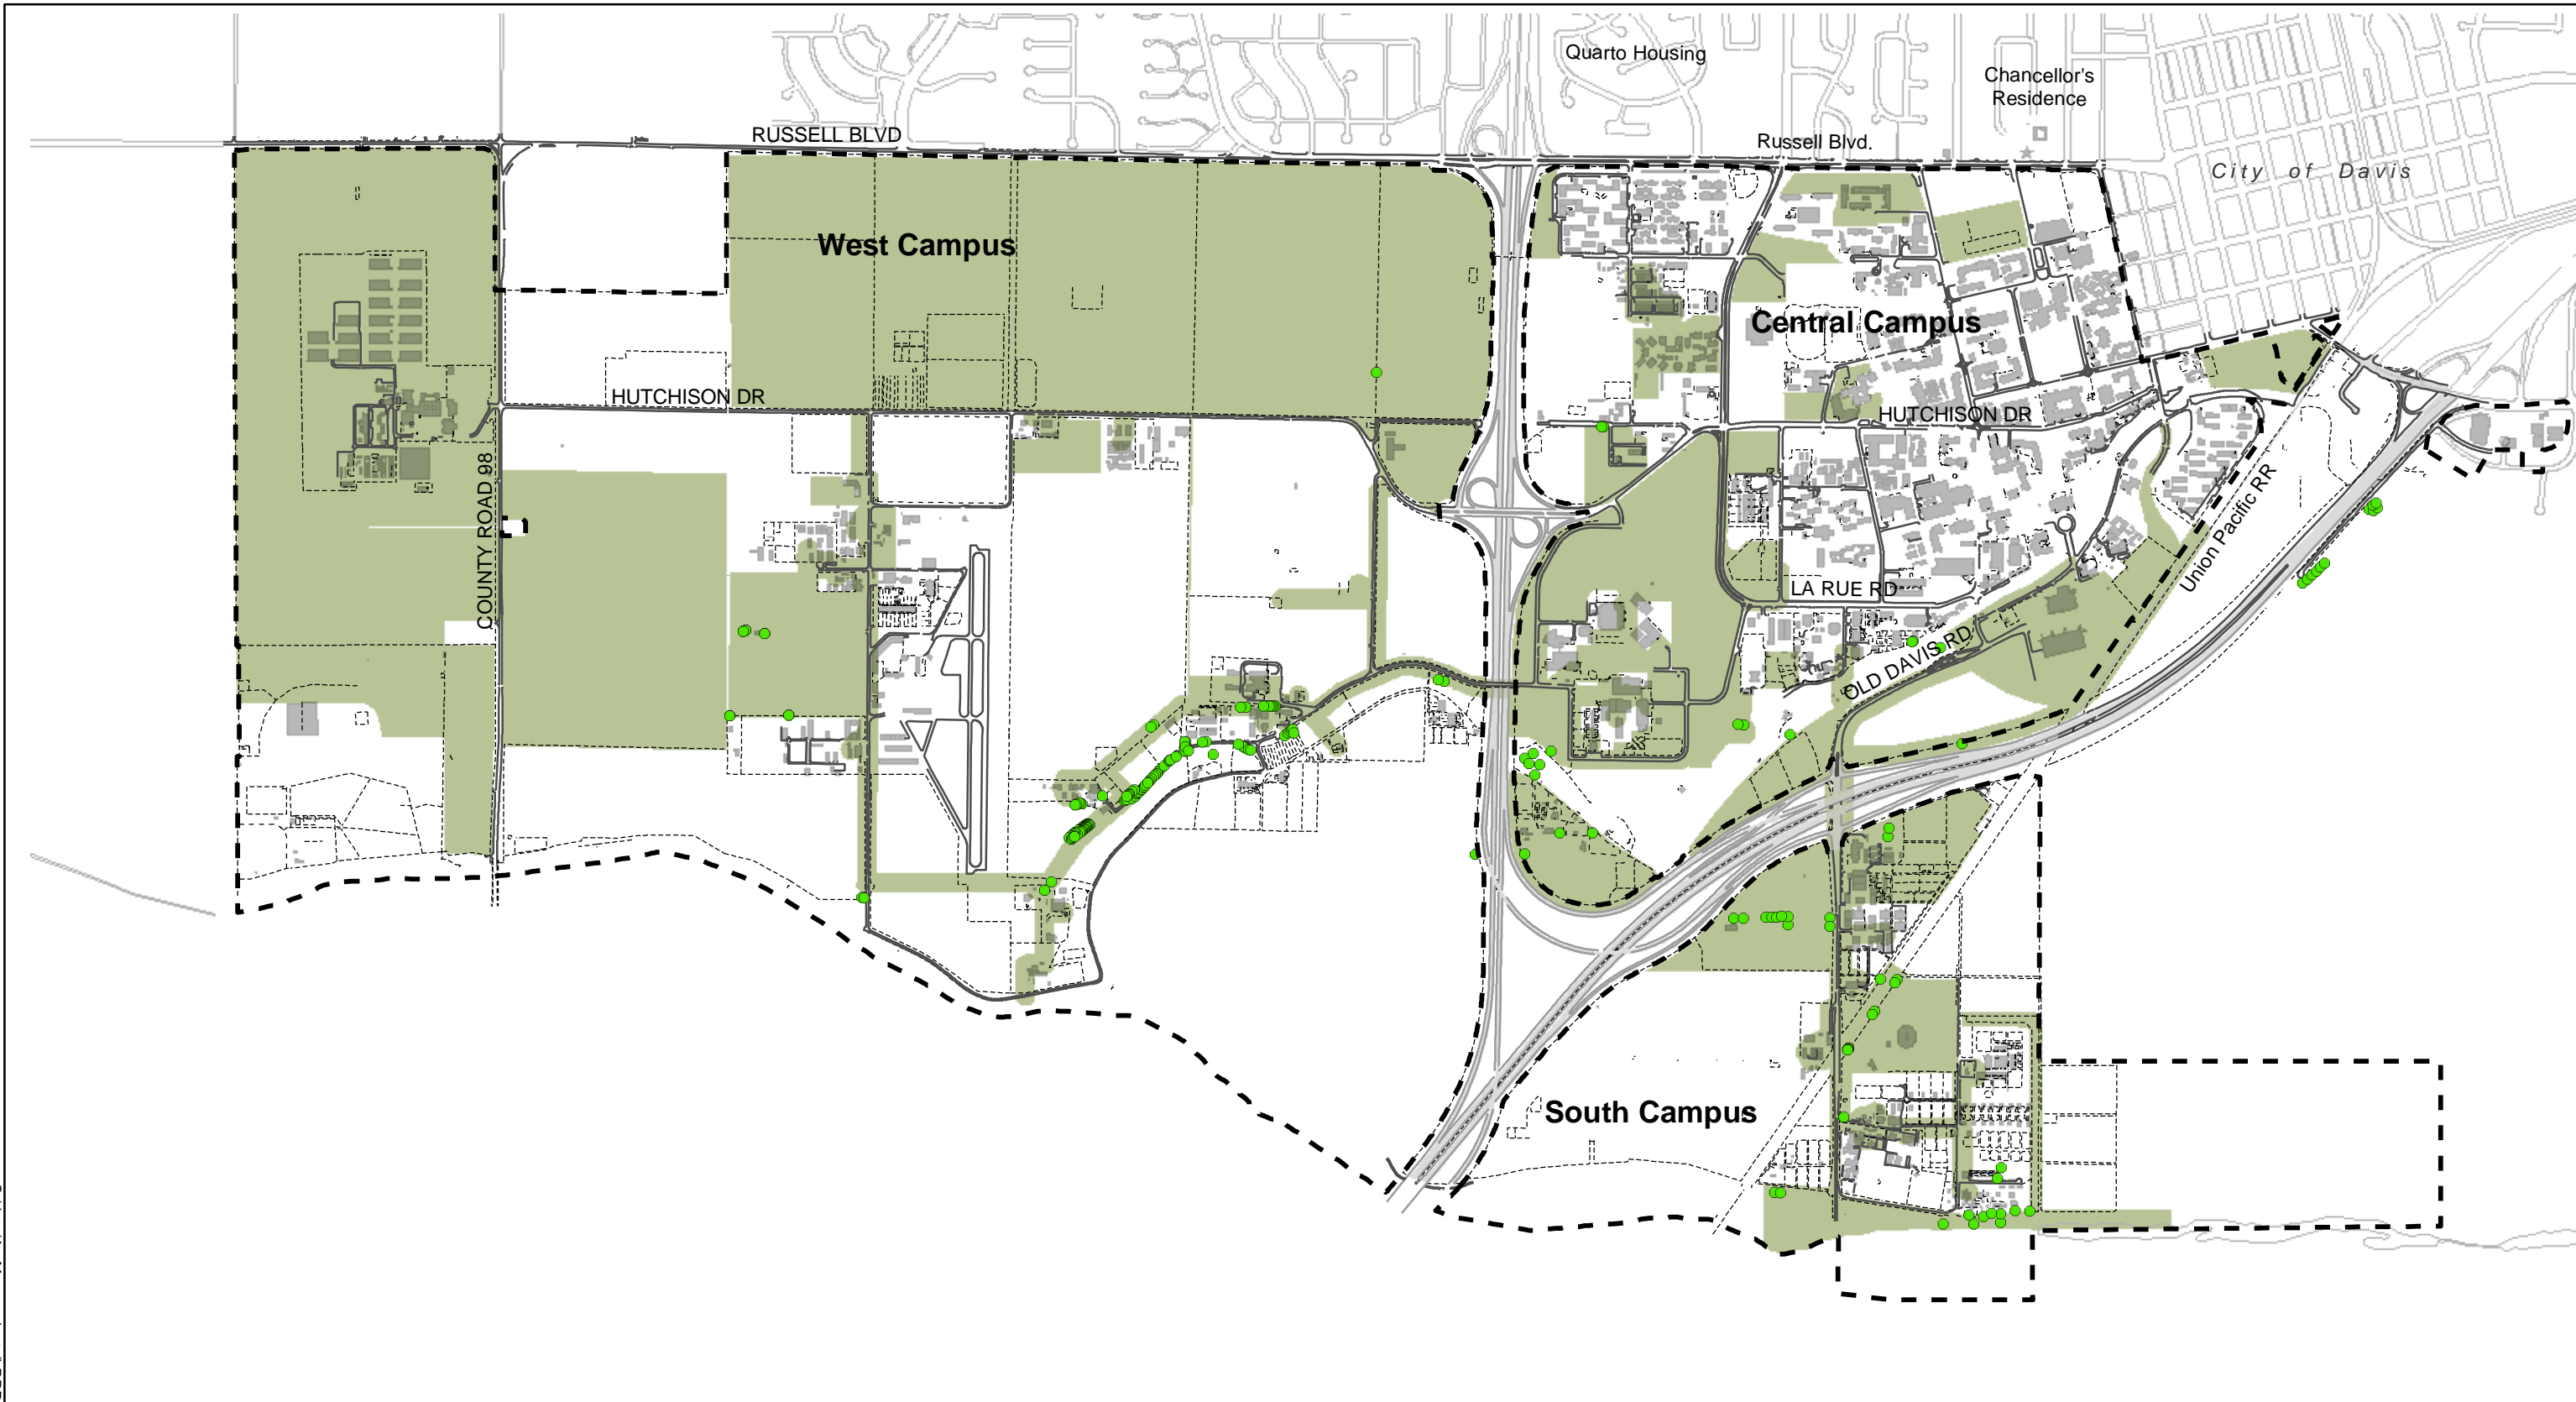 Quarto Housing
Chancellor's
Residence
RUSSELL BLVD
Russell Blvd.
City of Davis
West Campus
Central Campus
HUTCHISON DR
HUTCHISON DR
COUNTY ROAD 98
Union Pacific RR
LA RUE RD
OLD DAVIS RD
South Campus